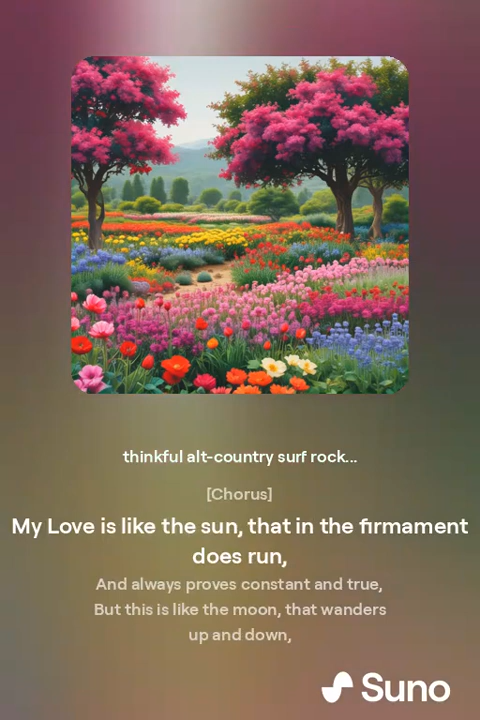 thinkful alt-country surf rock...
[Chorus]
My Love is like the sun, that in the firmament
does run,
And always proves constant and true,
But this is like the moon, that wanders
up and down,
Suno